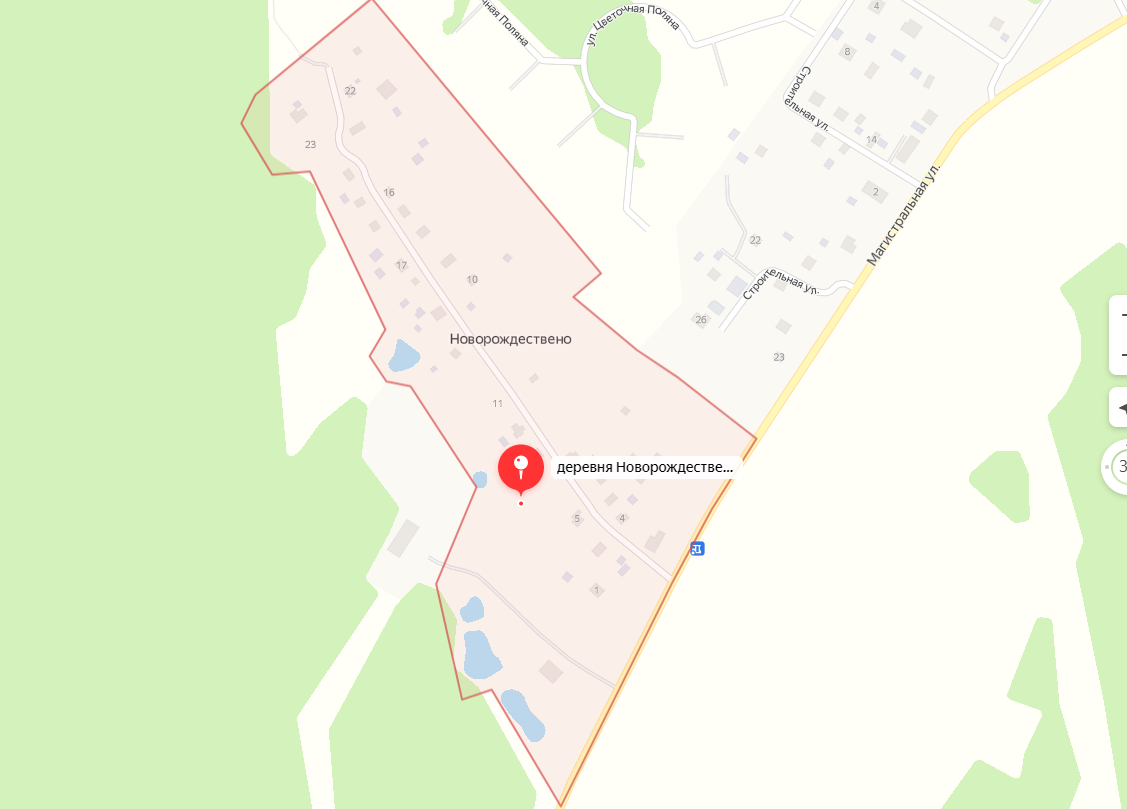 4
ная Поляна
ул. Цветочная Поляна
8
22
Строительная ул.
14
23
16
2
Магистральная ул.
22
17
10
Строительная ул.
26
Новорождествено
23
11
деревня Новорождестве...
3
5
4
1